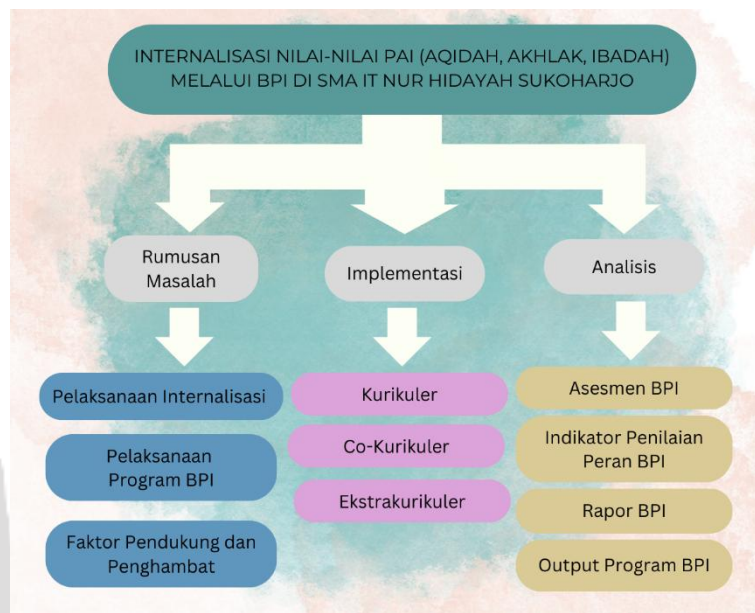 INTERNALISASI NILAI-NILAI PAI (AQIDAH, AKHLAK, IBADAH)
MELALUI BPI DI SMA IT NUR HIDAYAH SUKOHARJO
Rumusan
Masalah
Implementasi
Analisis
Pelaksanaan Internalisasi
Pelaksanaan
Program BPI
Faktor Pendukung dan
Penghambat
Kurikuler
Co-Kurikuler
Ekstrakurikuler
Asesmen BPI
Indikator Penilaian
Peran BPI
Rapor BPI
Output Program BPI